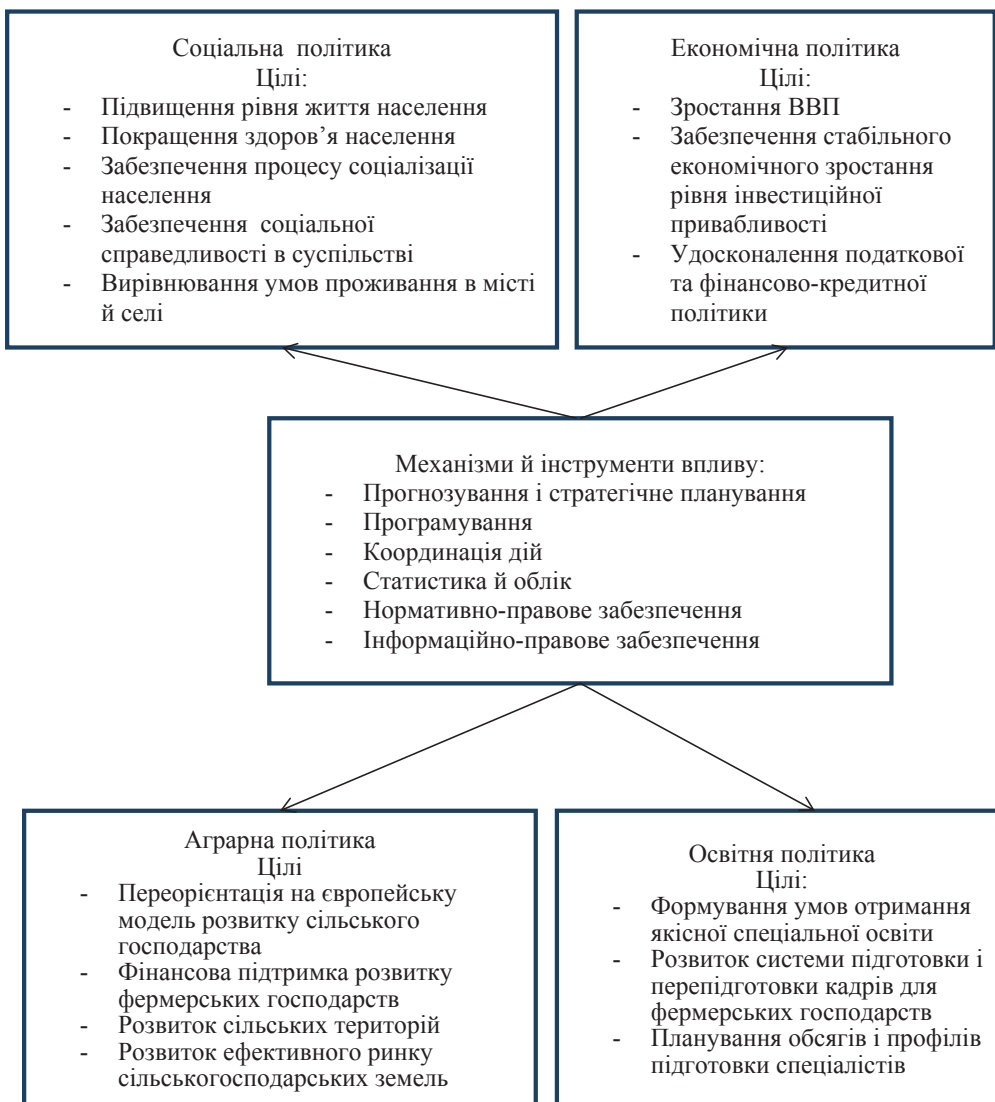 Соціальна політика
Цілі:
- Підвищення рівня життя населення
- Покращення здоров’я населення
- Забезпечення процесу соціалізації
населення
- Забезпечення соціальної
справедливості в суспільстві
- Вирівнювання умов проживання в місті
й селі
Економічна політика
Цілі:
- Зростання ВВП
- Забезпечення стабільного
економічного зростання
рівня інвестиційної
привабливості
- Удосконалення податкової
та фінансово-кредитної
політики
Механізми й інструменти впливу:
- Прогнозування і стратегічне планування
- Програмування
- Координація дій
- Статистика й облік
- Нормативно-правове забезпечення
- Інформаційно-правове забезпечення
Аграрна політика
Цілі
- Переорієнтація на європейську
модель розвитку сільського
господарства
- Фінансова підтримка розвитку
фермерських господарств
- Розвиток сільських територій
- Розвиток ефективного ринку
сільськогосподарських земель
Освітня політика
Цілі:
- Формування умов отримання
якісної спеціальної освіти
- Розвиток системи підготовки і
перепідготовки кадрів для
фермерських господарств
- Планування обсягів і профілів
підготовки спеціалістів